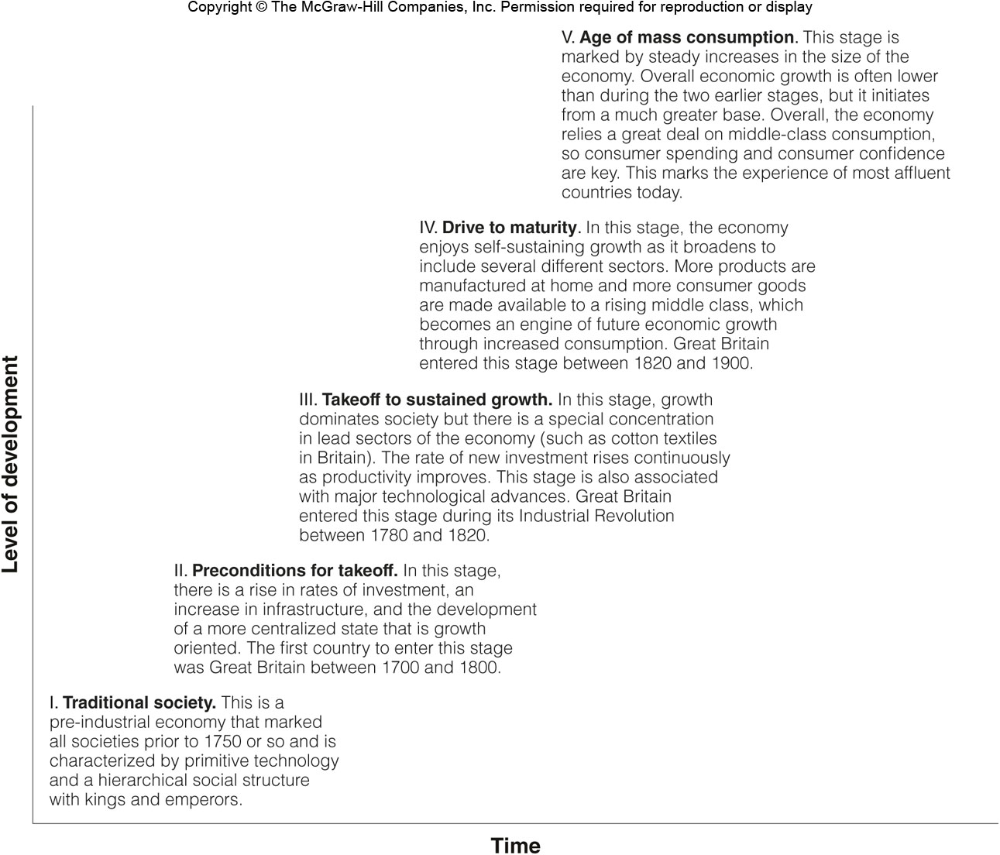 Copyright © The McGraw-Hill Companies, Inc. Permission required for reproduction or display
V. Age of mass consumption. This stage is
marked by steady increases in the size of the
economy. Overall economic growth is often lower
than during the two earlier stages, but it initiates
from a much greater base. Overall, the economy
relies a great deal on middle-class consumption,
so consumer spending and consumer confidence
are key. This marks the experience of most affluent
countries today.
IV. Drive to maturity. In this stage, the economy
enjoys self-sustaining growth as it broadens to
include several different sectors. More products are
manufactured at home and more consumer goods
are made available to a rising middle class, which
becomes an engine of future economic growth
through increased consumption. Great Britain
entered this stage between 1820 and 1900.
III. Takeoff to sustained growth. In this stage, growth
dominates society but there is a special concentration
in lead sectors of the economy (such as cotton textiles
in Britain). The rate of new investment rises continuously
as productivity improves. This stage is also associated
with major technological advances. Great Britain
entered this stage during its Industrial Revolution
between 1780 and 1820.
II. Preconditions for takeoff. In this stage,
there is a rise in rates of investment, an
increase in infrastructure, and the development
of a more centralized state that is growth
oriented. The first country to enter this stage
was Great Britain between 1700 and 1800.
I. Traditional society. This is a
pre-industrial economy that marked
all societies prior to 1750 or so and is
characterized by primitive technology
and a hierarchical social structure
with kings and emperors.
Level of development
Time